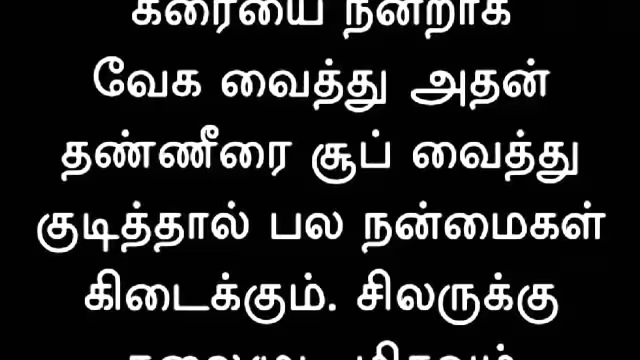 கீரையை நன்றாக
வேக வைத்து அதன்
தண்ணீரை சூப் வைத்து
குடித்தால் பல நன்மைகள்
கிடைக்கும். சிலருக்கு